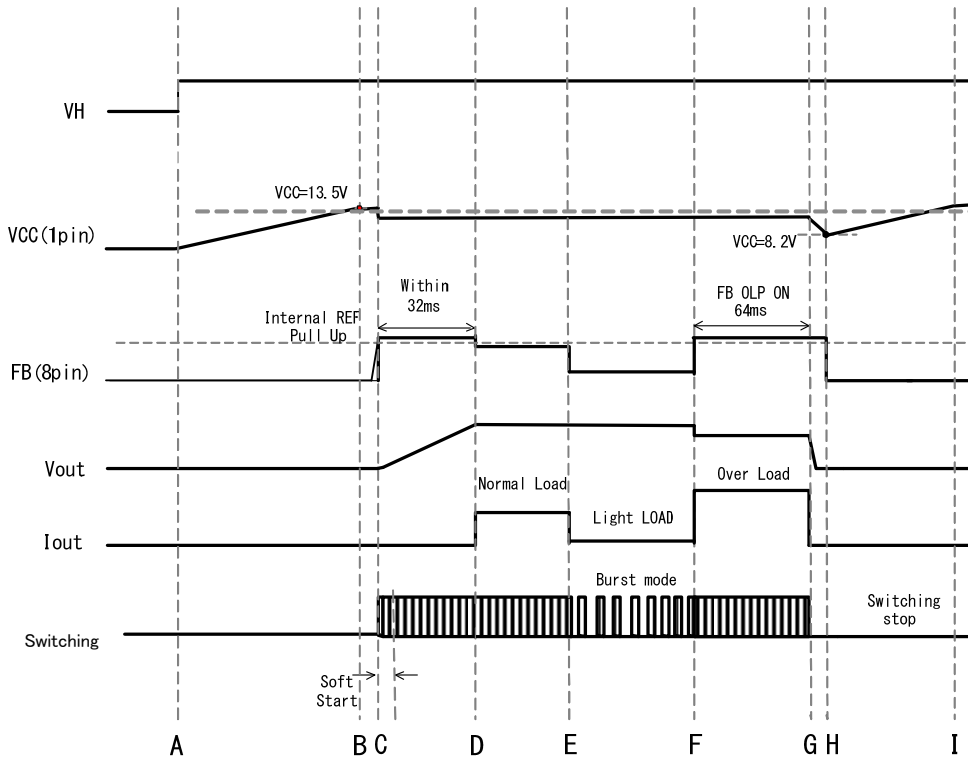 VH
VCC=13.5V
VCC(1pin)
VCC=8.2V
Within
32ms
FB OLP ON
64ms
Internal REF
Pull Up
FB(8pin)
Vout
Normal Load
Over Load
Light LOAD
Iout
Burst mode
Switching
stop
Switching
Soft
Start
A B C D E F G H I